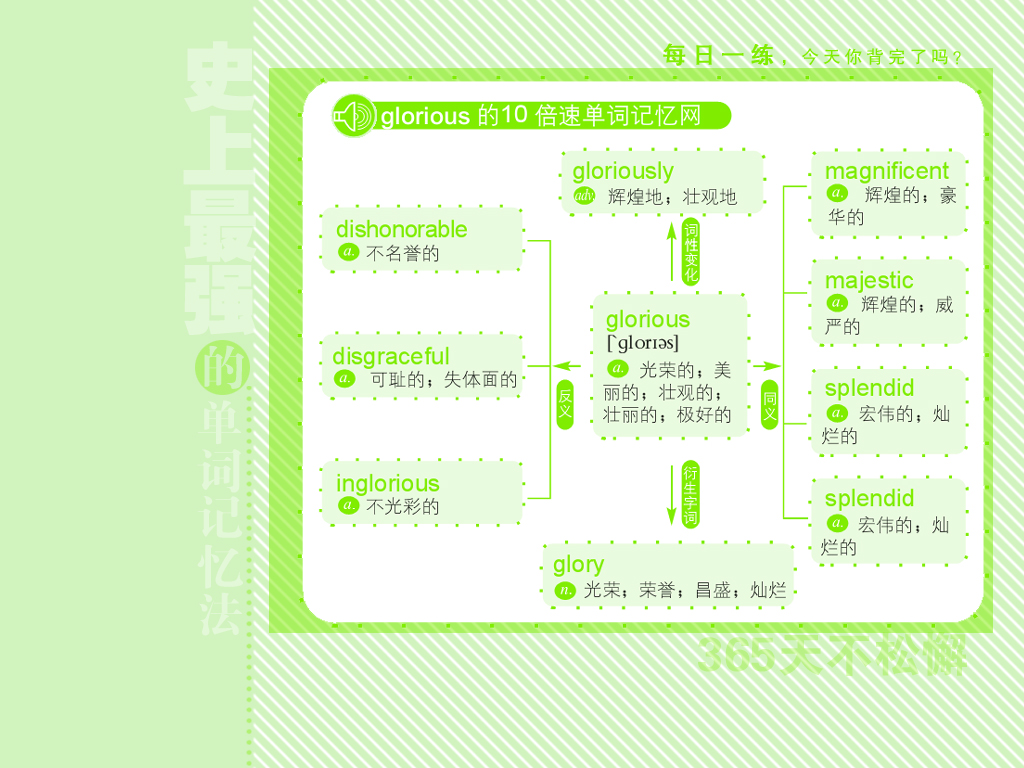 史上最强的单词记忆法
每日一练，今天你背完了吗？
glorious 的10 倍速单词记忆网
gloriously
adv. 辉煌地；壮观地
dishonorable
a. 不名誉的
disgraceful
a. 可耻的；失体面的
inglorious
a. 不光彩的
词性变化
反义
glorious
[`glorɪəs]
a. 光荣的；美
丽的；壮观的；
壮丽的；极好的
同义
衍生字词
glory
n. 光荣；荣誉；昌盛；灿烂
magnificent
a. 辉煌的；豪
华的
majestic
a. 辉煌的；威
严的
splendid
a. 宏伟的；灿
烂的
splendid
a. 宏伟的；灿
烂的
365天不松懈